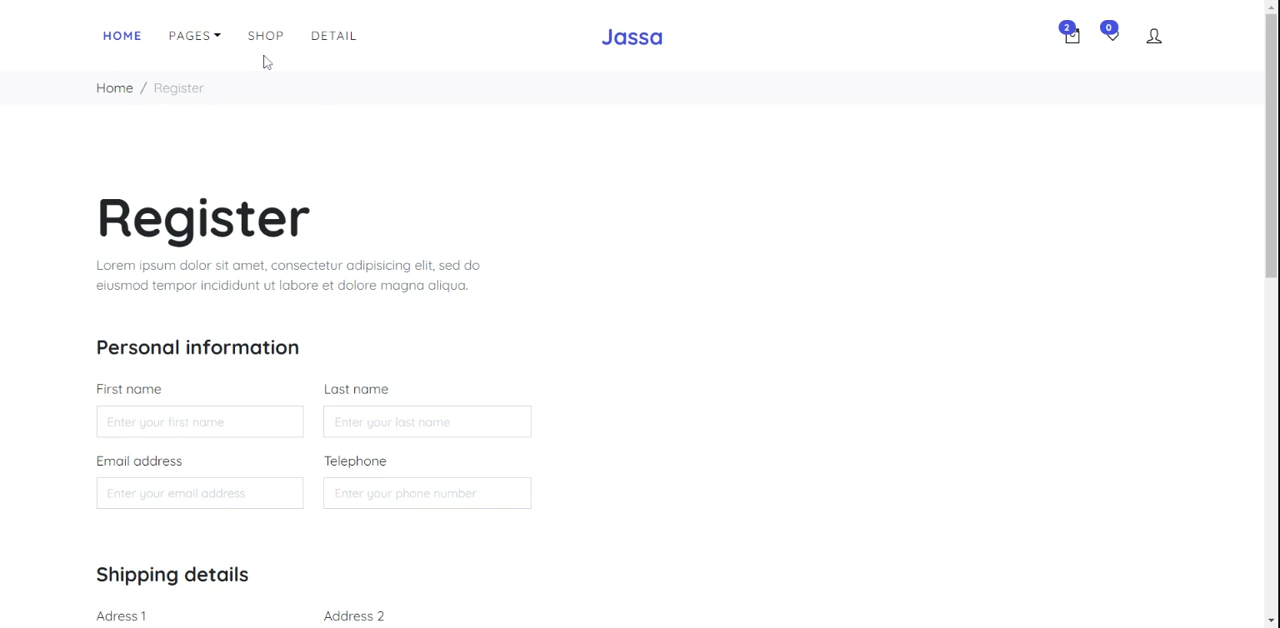 HOME PAGES SHOP DETAIL Jassa 2 0
Home / Register
Register
Lorem ipsum dolor sit amet, consectetur adipisicing elit, sed do
eiusmod tempor incididunt ut labore et dolore magna aliqua.
Personal information
First name Last name
Enter your first name Enter your last name
Email address Telephone
Enter your email address Enter your phone number
Shipping details
Adress 1 Address 2